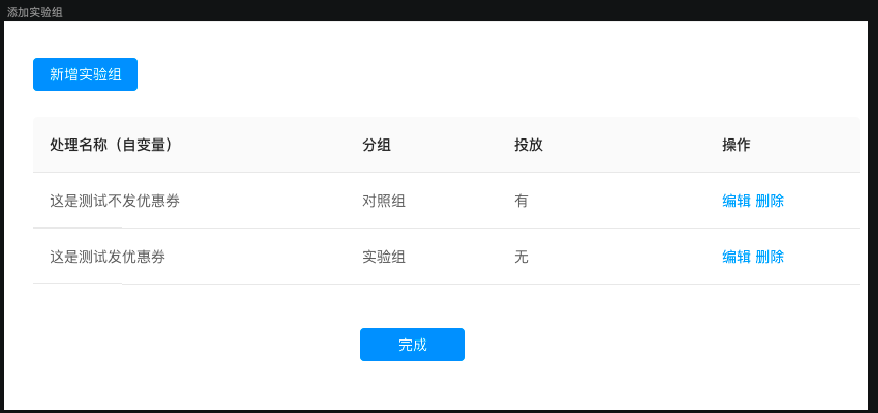 添加实验组
新增实验组
处理名称（自变量） 分组 投放 操作
这是测试不发优惠券 对照组 有 编辑 删除
这是测试发优惠券 实验组 无 编辑 删除
完成